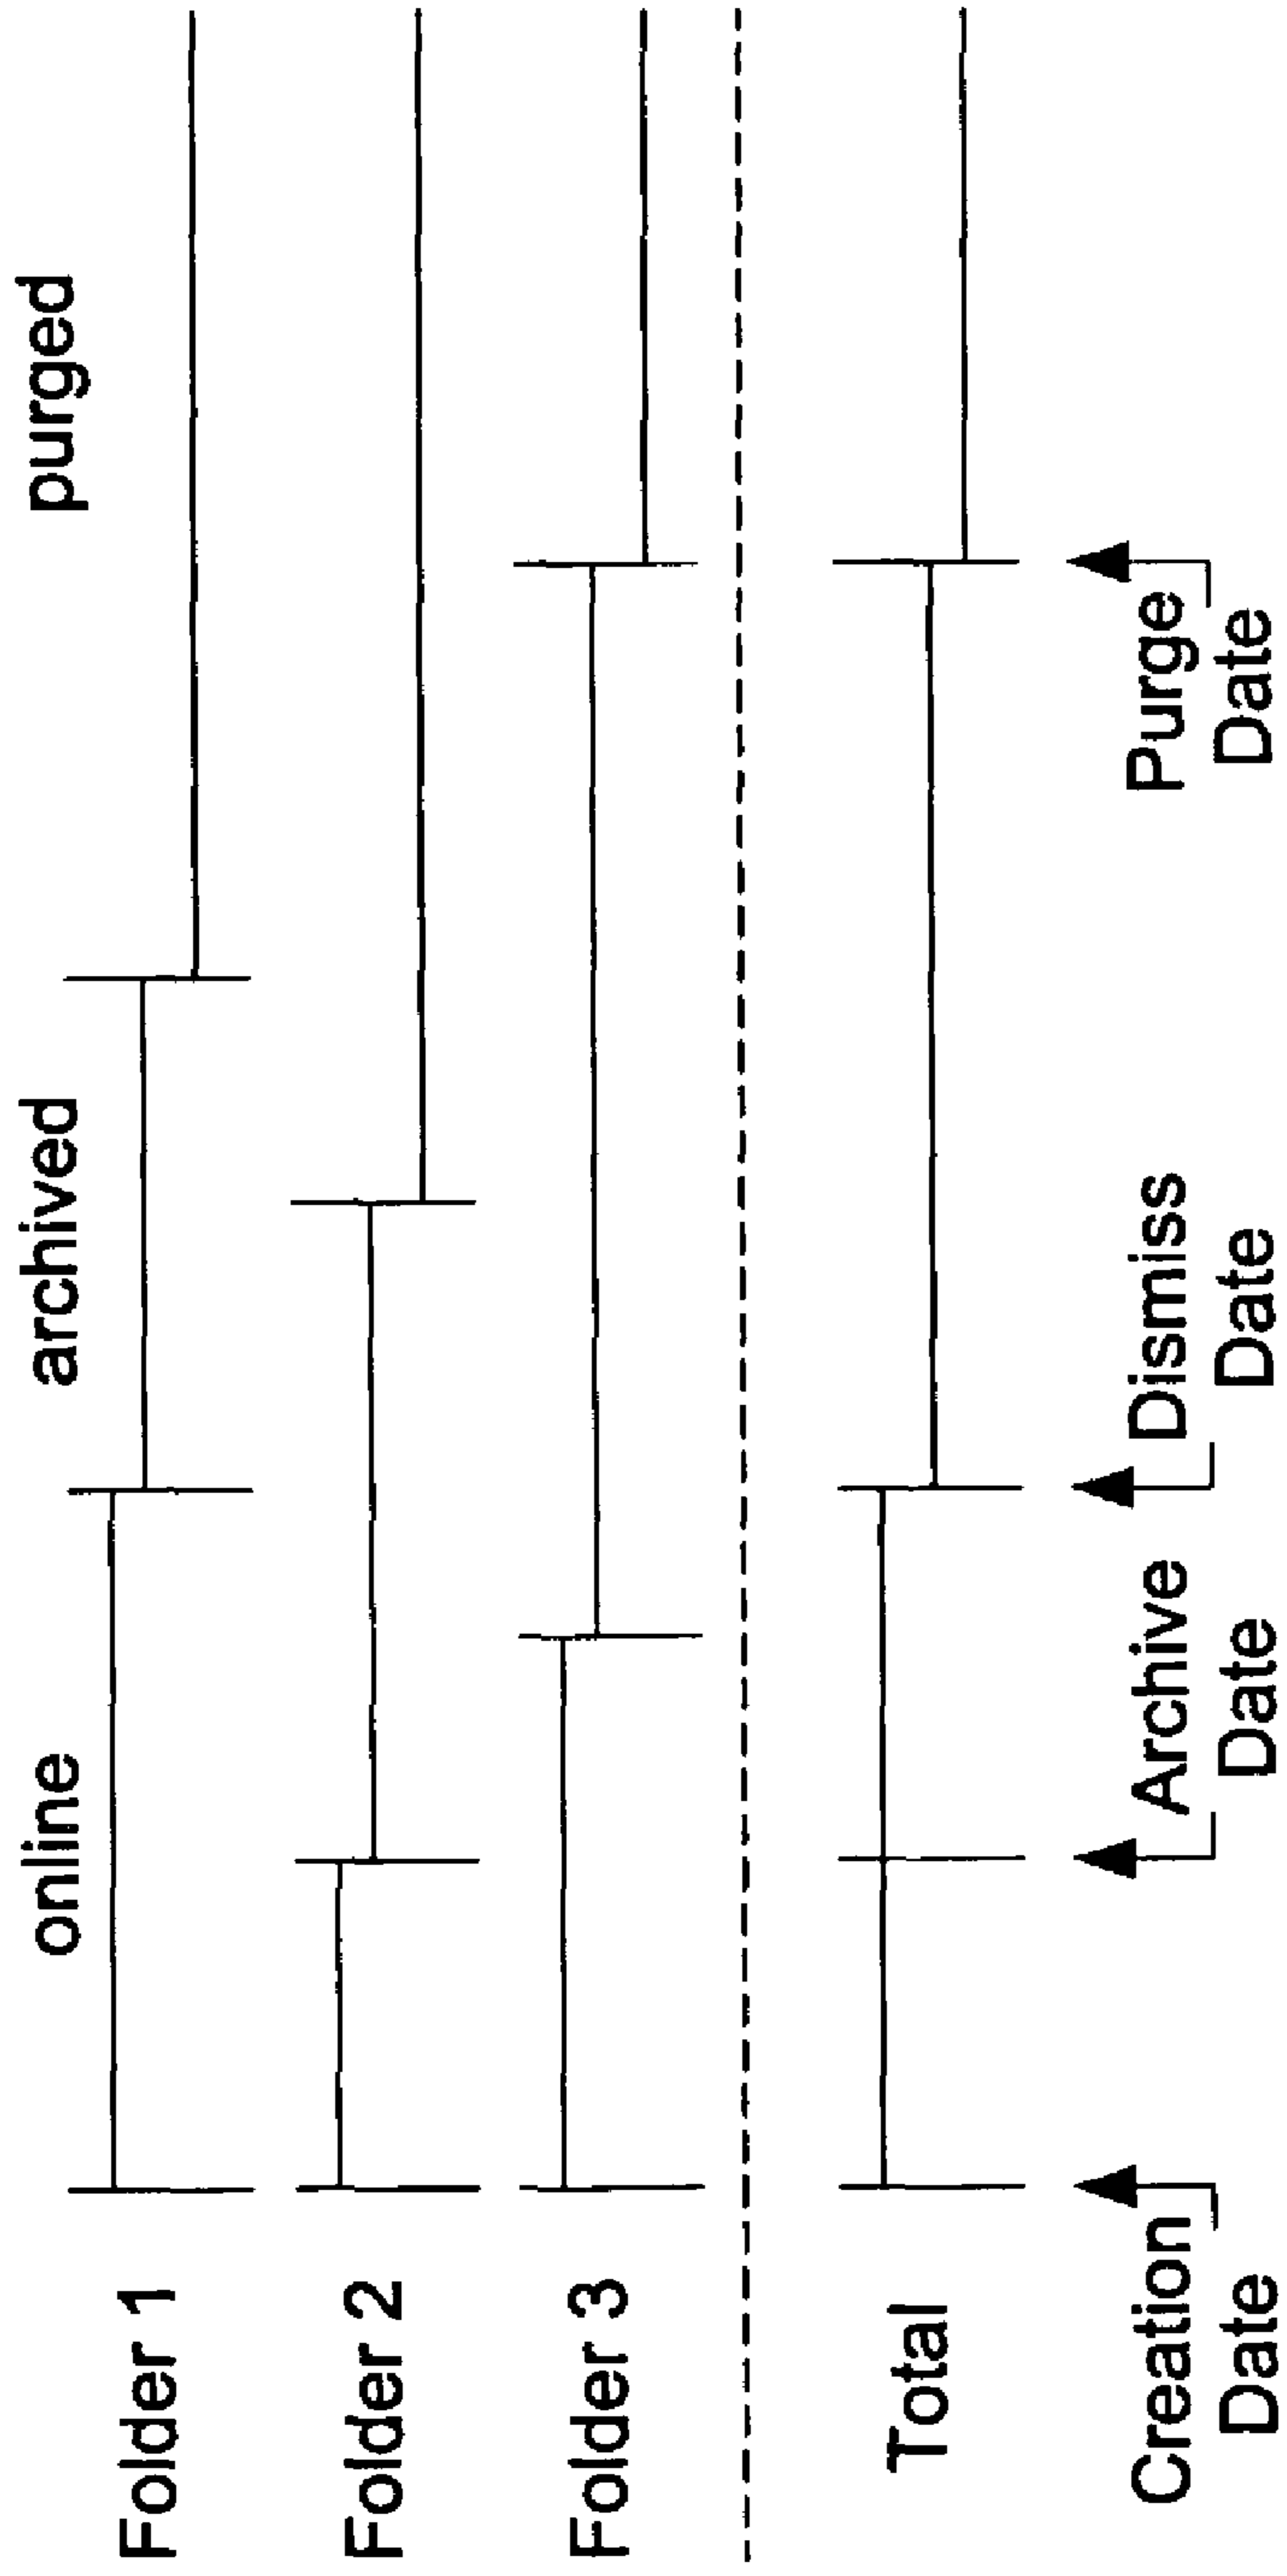 online archived purged
Folder 1
Folder 2
Folder 3
Total
Creation Archive Dismiss Purge
Date Date Date Date